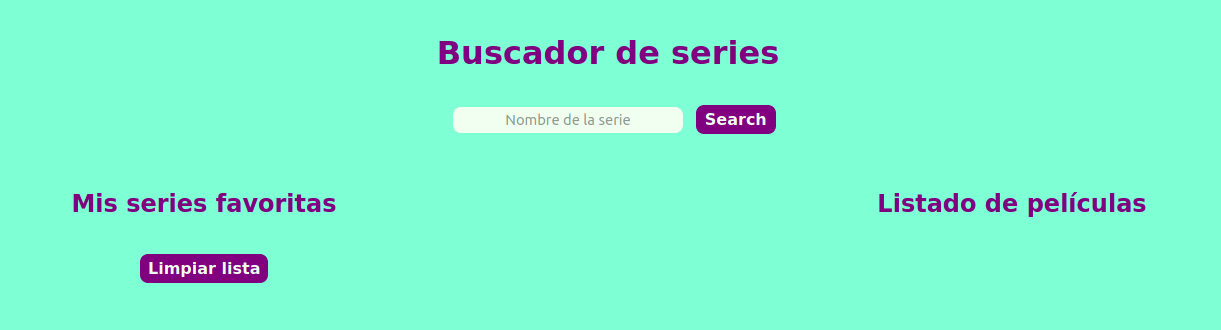 Buscador de series
Nombre de la serie
Search
Mis series favoritas
Listado de películas
Limpiar lista